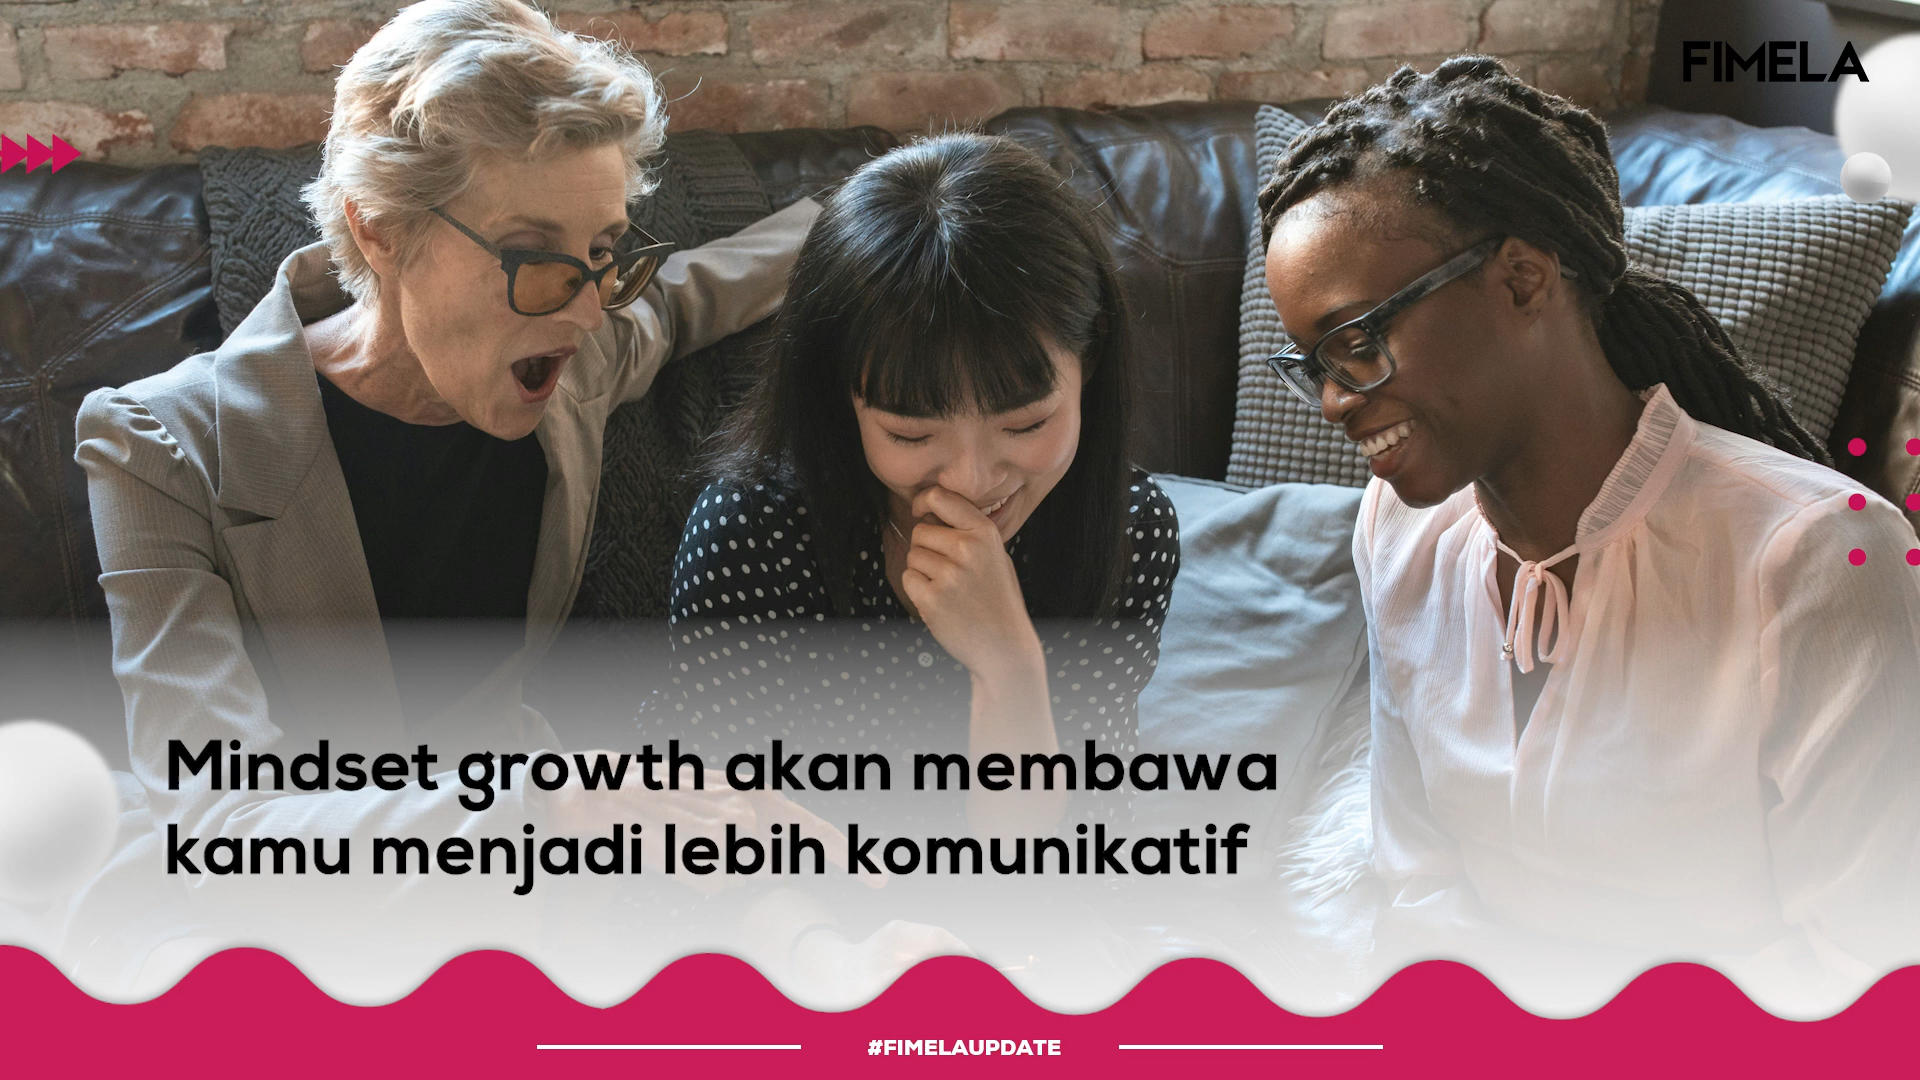 FIMELA
Mindset growth akan membawa
kamu menjadi lebih komunikatif
#FIMELAUPDATE